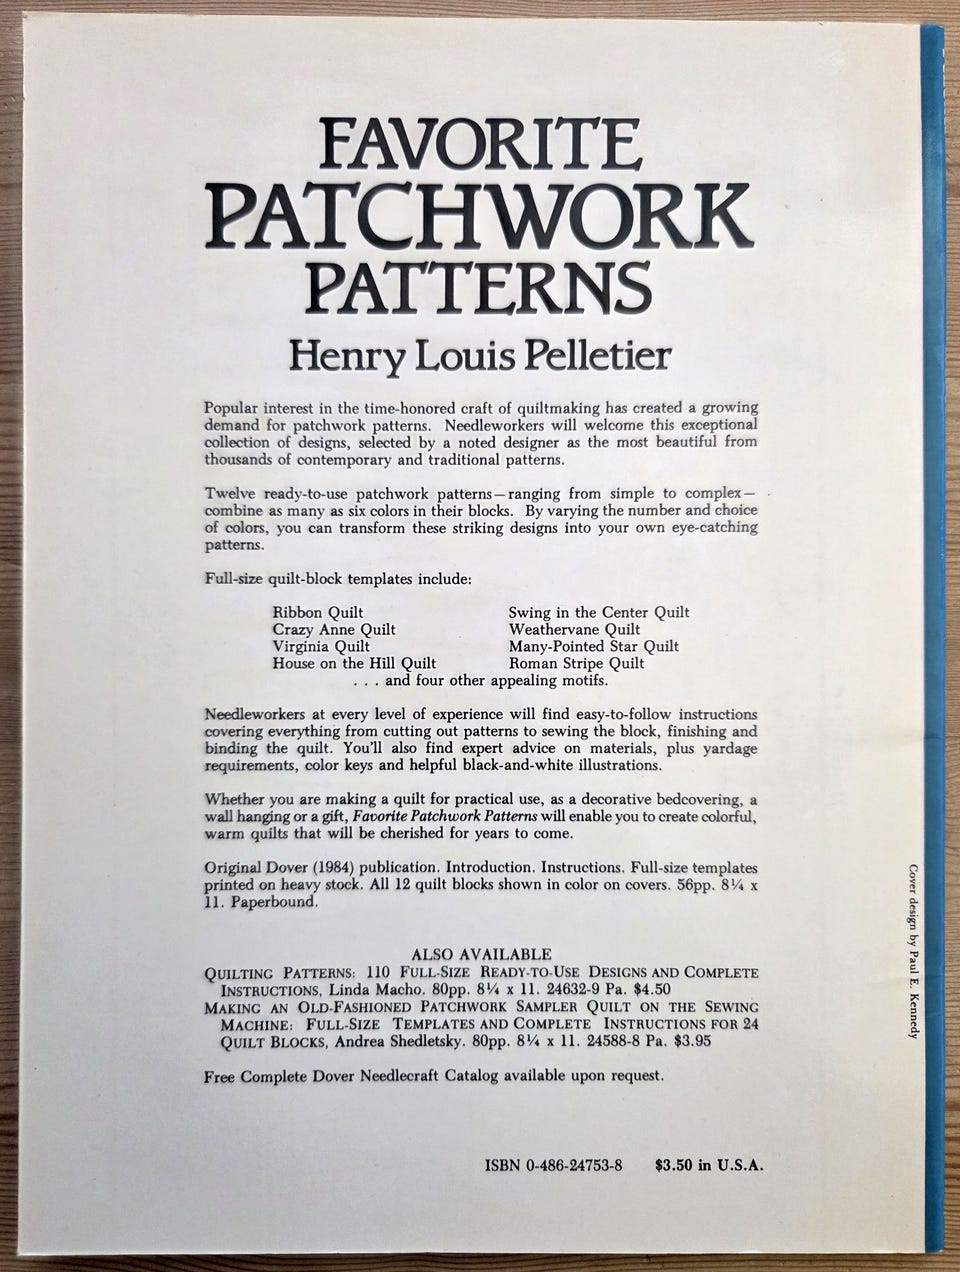 FAVORITE
PATCHWORK
PATTERNS
Henry Louis Pelletier
Popular interest in the time-honored craft of quiltmaking has created a growing
demand for patchwork patterns. Needleworkers will welcome this exceptional
collection of designs, selected by a noted designer as the most beautiful from
thousands of contemporary and traditional patterns.
Twelve ready-to-use patchwork patterns—ranging from simple to complex—
combine as many as six colors in their blocks. By varying the number and choice
of colors, you can transform these striking designs into your own eye-catching
patterns.
Full-size quilt-block templates include:
Ribbon Quilt
Crazy Anne Quilt
Virginia Quilt
House on the Hill Quilt
Swing in the Center Quilt
Weathervane Quilt
Many-Pointed Star Quilt
Roman Stripe Quilt
. . . and four other appealing motifs.
Needleworkers at every level of experience will find easy-to-follow instructions
covering everything from cutting out patterns to sewing the block, finishing and
binding the quilt. You'll also find expert advice on materials, plus yardage
requirements, color keys and helpful black-and-white illustrations.
Whether you are making a quilt for practical use, as a decorative bedcovering, a
wall hanging or a gift, Favorite Patchwork Patterns will enable you to create colorful,
warm quilts that will be cherished for years to come.
Original Dover (1984) publication. Introduction. Instructions. Full-size templates
printed on heavy stock. All 12 quilt blocks shown in color on covers. 56pp. 8¼ x
11. Paperbound.
ALSO AVAILABLE
QUILTING PATTERNS: 110 FULL-SIZE READY-TO-USE DESIGNS AND COMPLETE
INSTRUCTIONS, Linda Macho. 80pp. 8¼ x 11. 24632-9 Pa. $4.50
MAKING AN OLD-FASHIONED PATCHWORK SAMPLER QUILT ON THE SEWING
MACHINE: FULL-SIZE TEMPLATES AND COMPLETE INSTRUCTIONS FOR 24
QUILT BLOCKS, Andrea Shedletsky. 80pp. 8¼ x 11. 24588-8 Pa. $3.95
Free Complete Dover Needlecraft Catalog available upon request.
ISBN 0-486-24753-8 $3.50 in U.S.A.
Cover design by Paul E. Kennedy